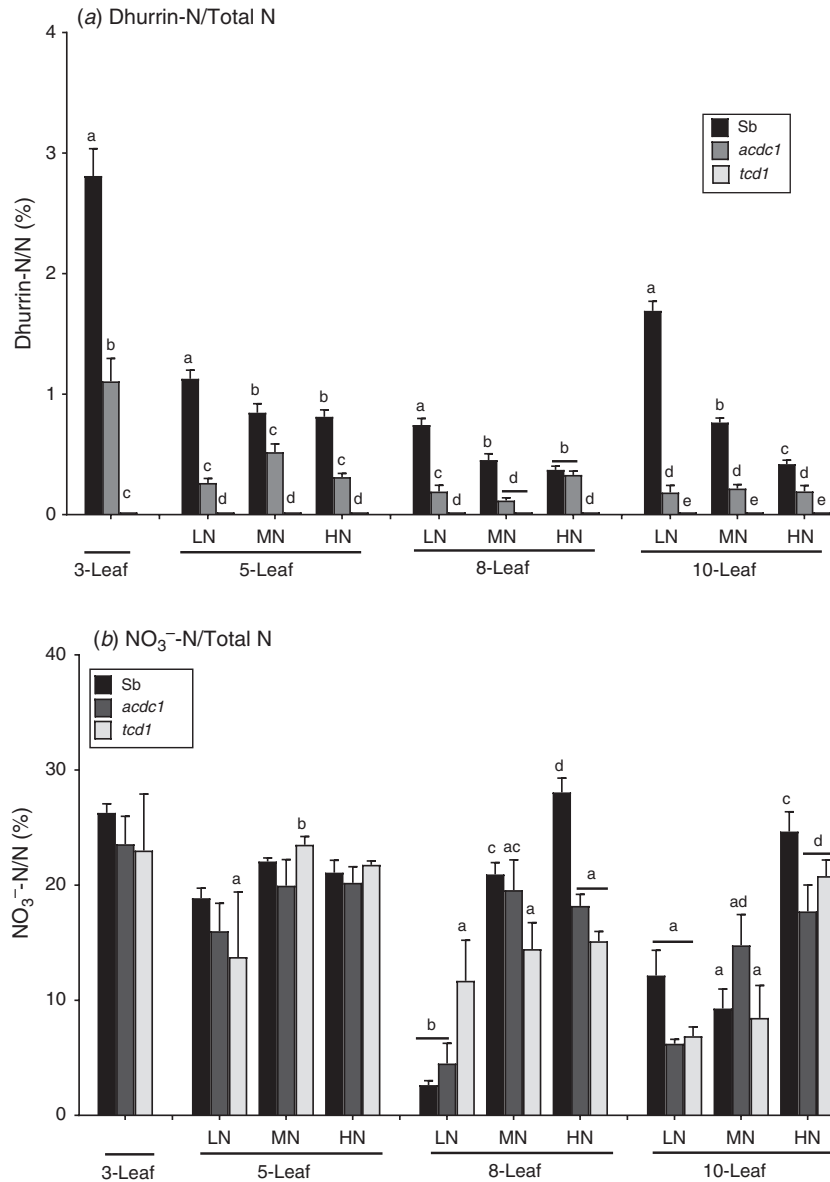 (a) Dhurrin-N/Total N
4
3
2
1
0
Dhurrin-N/N (%)
Sb
acdc1
tcd1
a
b
c
a
c
d
b
c
d
b
c
d
a
c
d
b
d
b
d
a
d
e
b
d
e
c
d
e
LN MN HN LN MN HN LN MN HN
3-Leaf 5-Leaf 8-Leaf 10-Leaf
(b) NO₃⁻-N/Total N
40
30
20
10
0
NO₃⁻-N/N (%)
Sb
acdc1
tcd1
a
b
b
a
c
ac
a
d
a
a
a
ad
a
c
d
LN MN HN LN MN HN LN MN HN
3-Leaf 5-Leaf 8-Leaf 10-Leaf